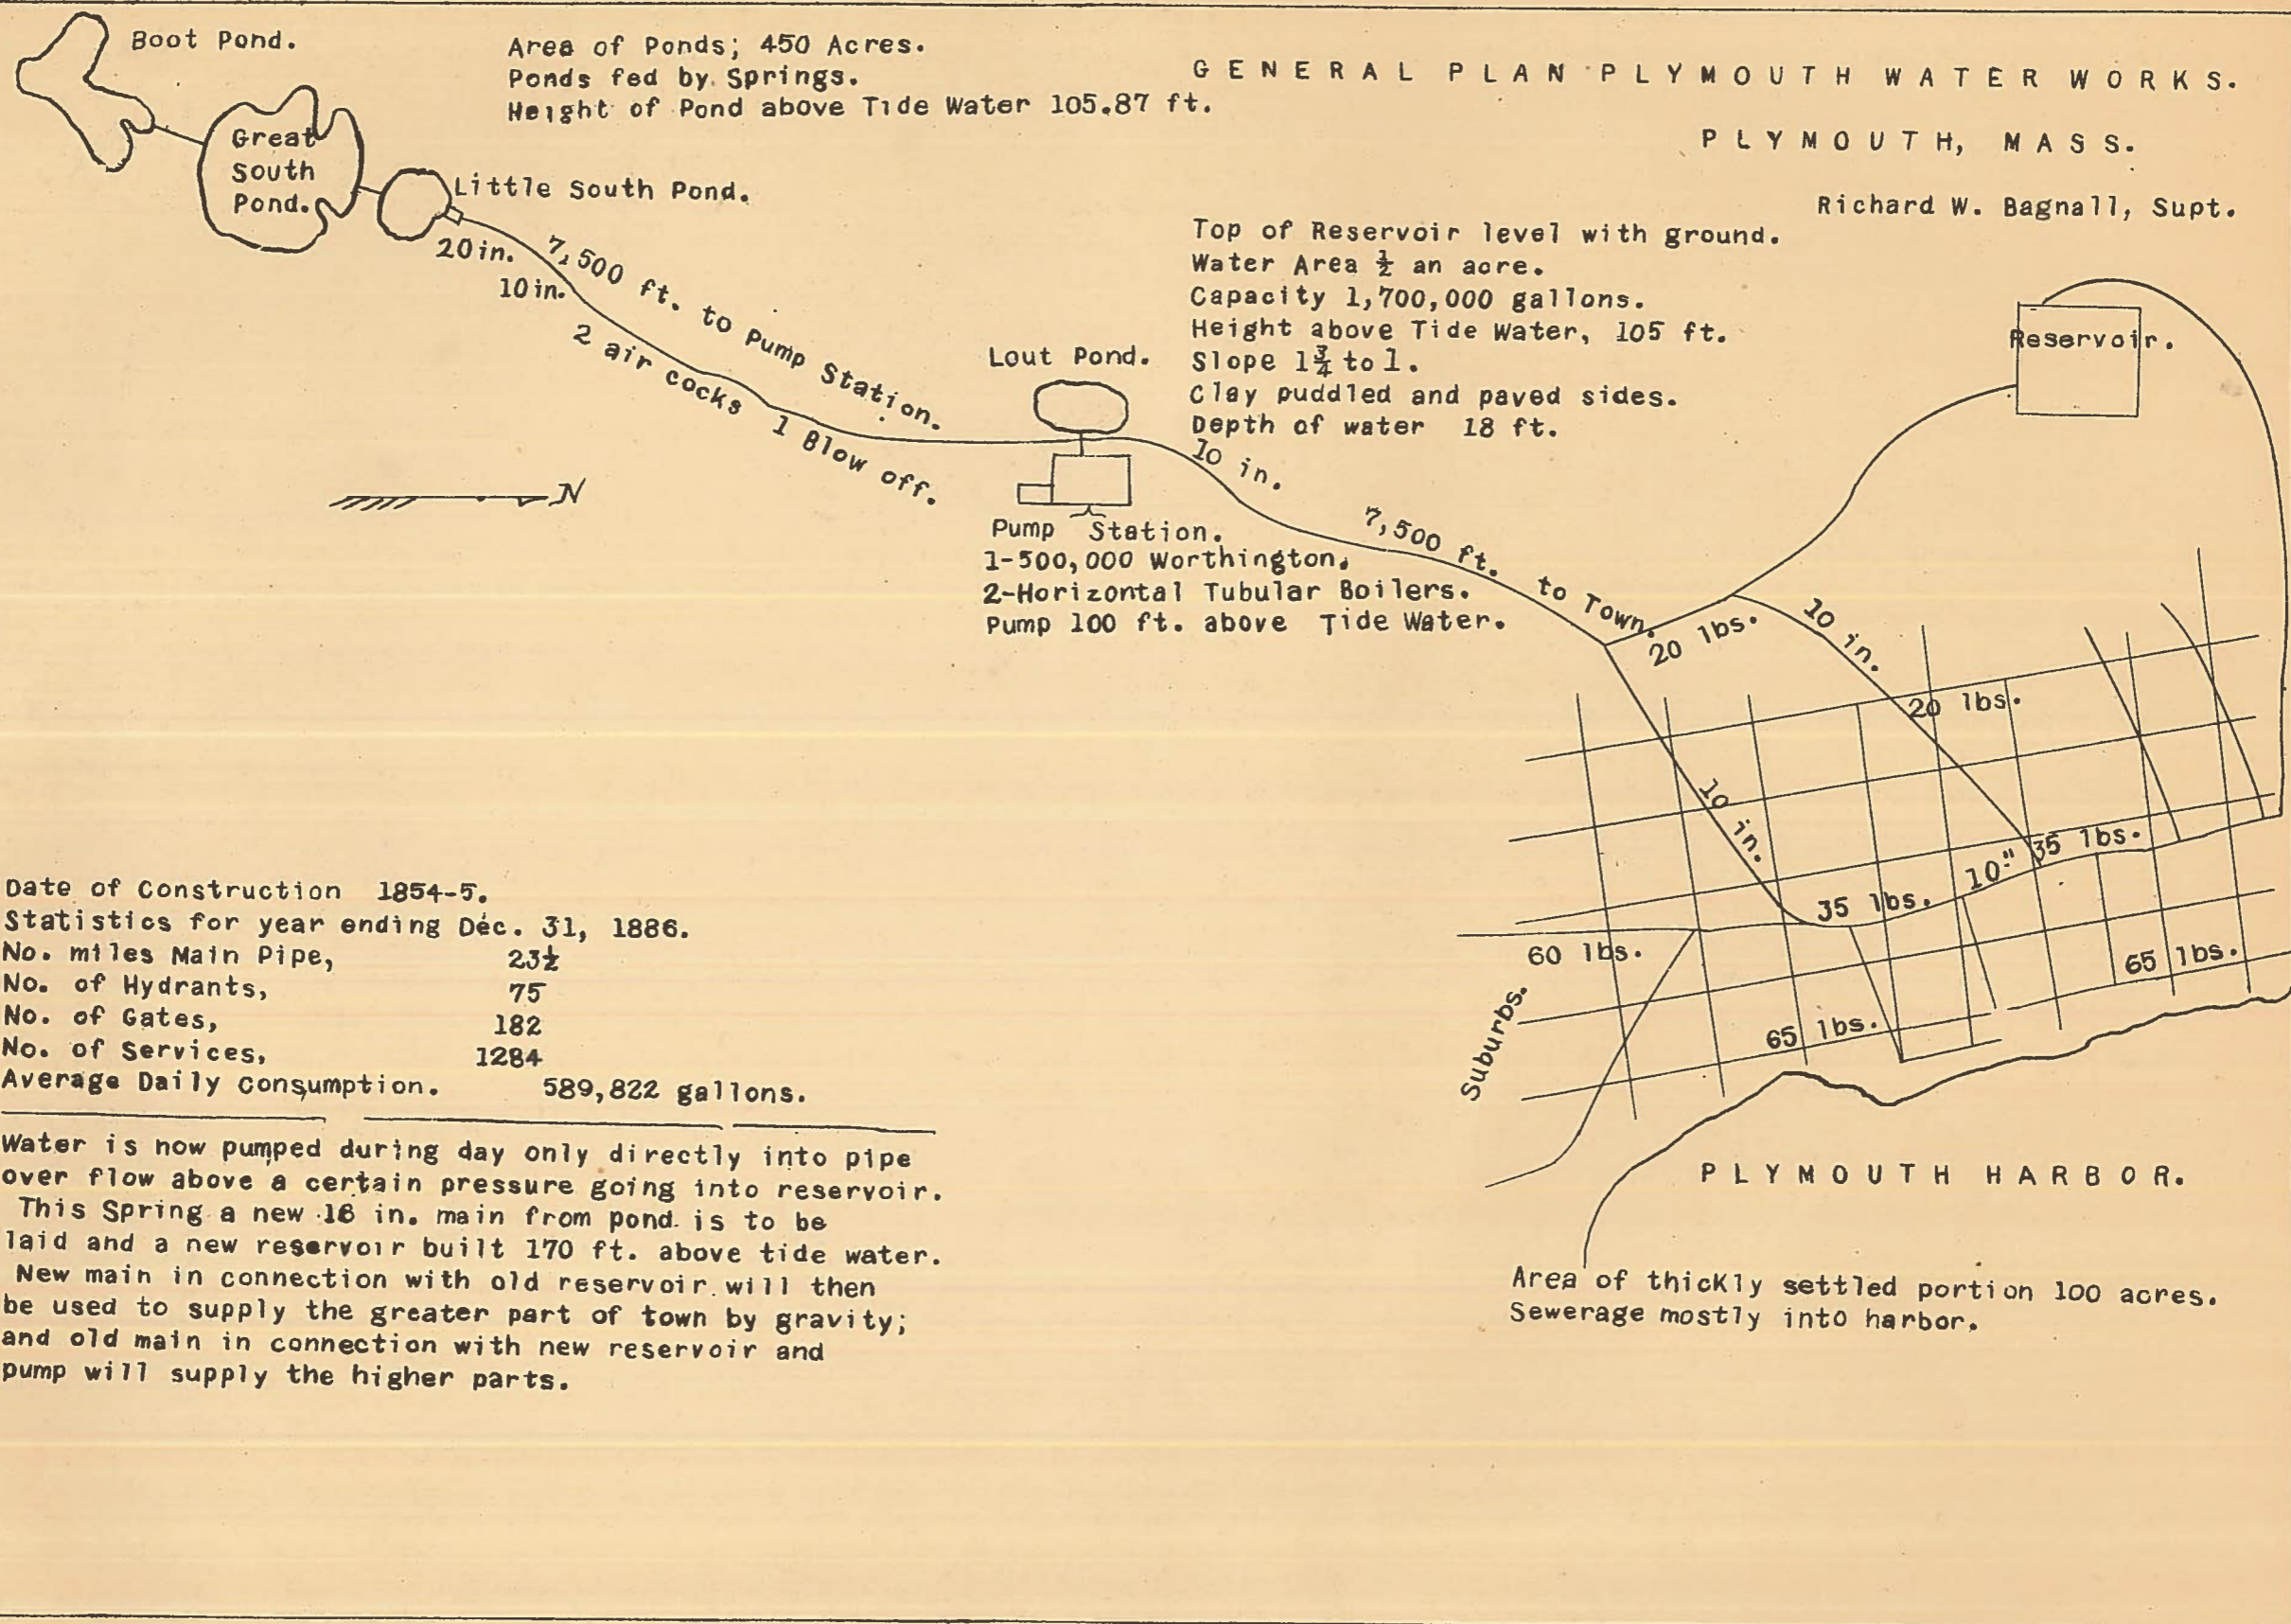 Boot Pond.
Area of Ponds; 450 Acres.
Ponds fed by Springs.
Height of Pond above Tide Water 105.87 ft.
GENERAL PLAN PLYMOUTH WATER WORKS.
PLYMOUTH, MASS.
Richard W. Bagnall, Supt.
Great
South
Pond.
Little South Pond.
20 in.
10 in.
7,500 ft. to Pump Station.
2 air cocks 1 Blow off.
N
Top of Reservoir level with ground.
Water Area ½ an acre.
Capacity 1,700,000 gallons.
Height above Tide Water, 105 ft.
Slope 1¾ to 1.
Clay puddled and paved sides.
Depth of water 18 ft.
Reservoir.
Lout Pond.
Pump Station.
1-500,000 Worthington.
2-Horizontal Tubular Boilers.
Pump 100 ft. above Tide Water.
10 in.
7,500 ft. to Town.
20 lbs.
10 in.
20 lbs.
10 in.
35 lbs.
10"
35 lbs.
60 lbs.
65 lbs.
65 lbs.
Suburbs.
PLYMOUTH HARBOR.
Area of thickly settled portion 100 acres.
Sewerage mostly into harbor.
Date of Construction 1854-5.
Statistics for year ending Dec. 31, 1886.
No. miles Main Pipe, 23½
No. of Hydrants, 75
No. of Gates, 182
No. of Services, 1284
Average Daily consumption. 589,822 gallons.
Water is now pumped during day only directly into pipe
over flow above a certain pressure going into reservoir.
This Spring a new 16 in. main from pond is to be
laid and a new reservoir built 170 ft. above tide water.
New main in connection with old reservoir will then
be used to supply the greater part of town by gravity;
and old main in connection with new reservoir and
pump will supply the higher parts.